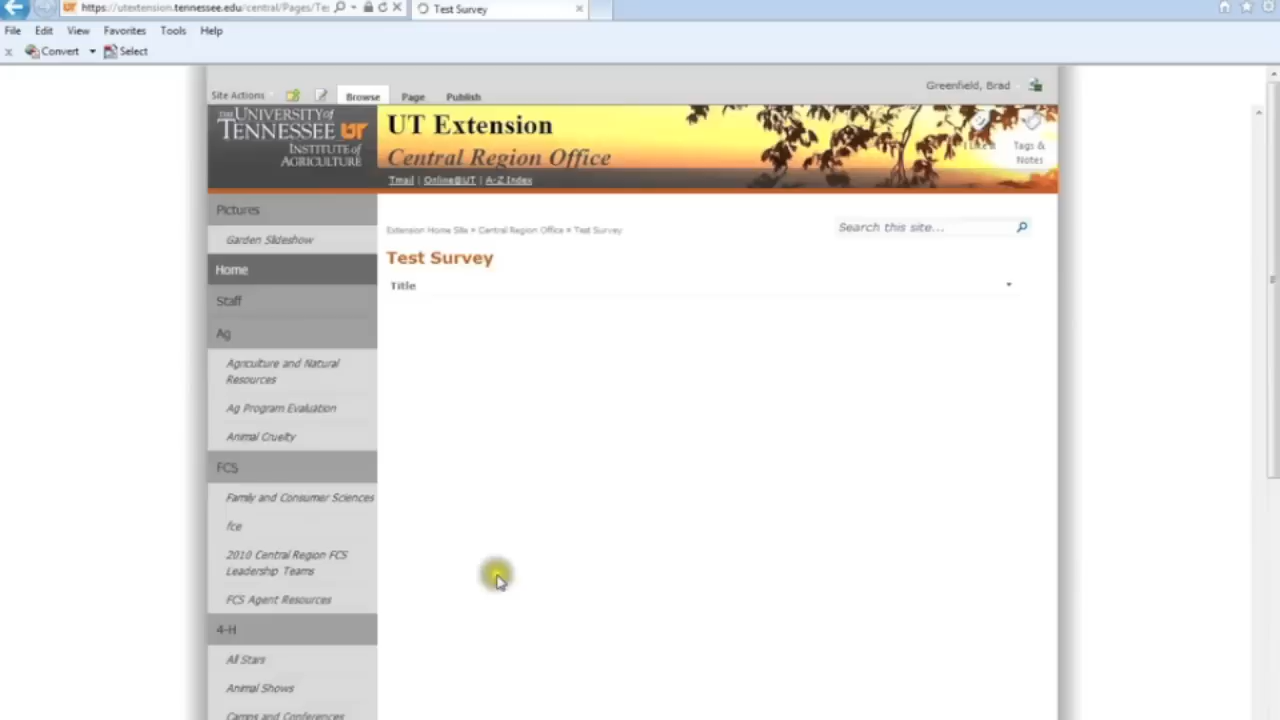 https://utextension.tennessee.edu/central/Pages/Te:
Test Survey
File Edit View Favorites Tools Help
x Convert Select
Site Actions Browse Page Publish
Greenfield, Brad
THE UNIVERSITY of
TENNESSEE UT
INSTITUTE of
AGRICULTURE
UT Extension
Central Region Office
Tmail | Online@UT | A-Z Index
I Like It
Tags &
Notes
Pictures
Garden Slideshow
Home
Staff
Ag
Agriculture and Natural
Resources
Ag Program Evaluation
Animal Cruelty
FCS
Family and Consumer Sciences
fce
2010 Central Region FCS
Leadership Teams
FCS Agent Resources
4-H
All Stars
Animal Shows
Camps and Conferences
Extension Home Site » Central Region Office » Test Survey
Search this site...
Test Survey
Title